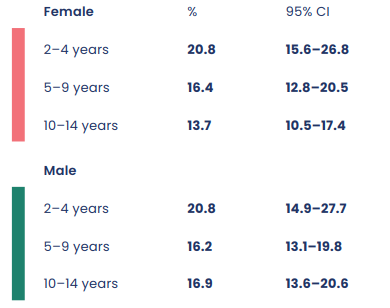 Female % 95% CI
2–4 years 20.8 15.6–26.8
5–9 years 16.4 12.8–20.5
10–14 years 13.7 10.5–17.4
Male
2–4 years 20.8 14.9–27.7
5–9 years 16.2 13.1–19.8
10–14 years 16.9 13.6–20.6